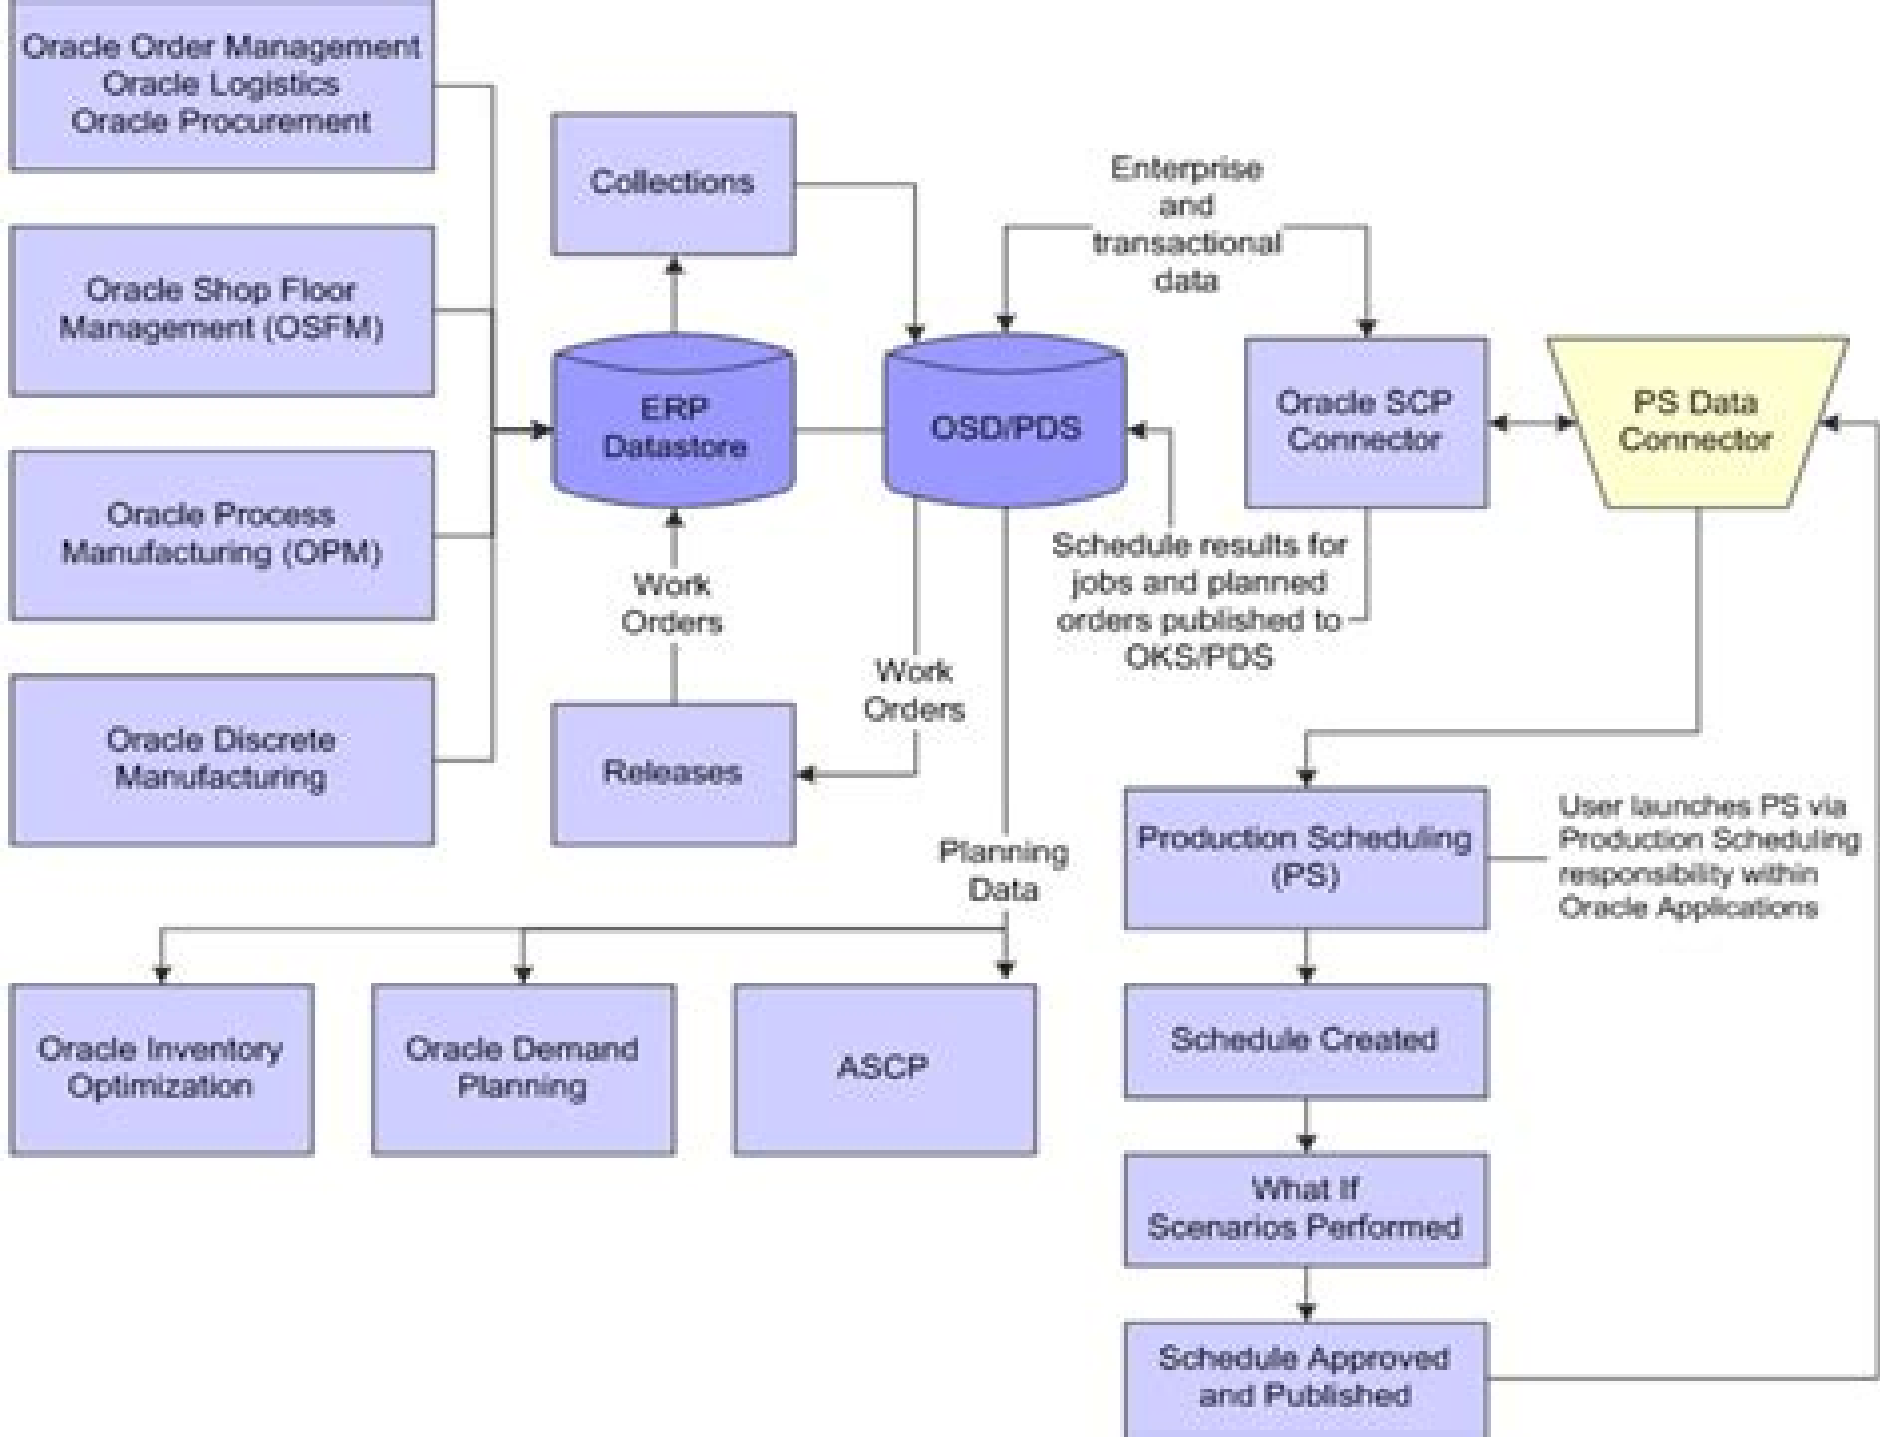 Oracle Order Management
Oracle Logistics
Oracle Procurement
Oracle Shop Floor
Management (OSFM)
Oracle Process
Manufacturing (OPM)
Oracle Discrete
Manufacturing
Collections
ERP
Datastore
Work
Orders
Releases
OSD/PDS
Work
Orders
Planning
Data
Enterprise
and
transactional
data
Schedule results for
jobs and planned
orders published to
OKS/PDS
Oracle SCP
Connector
PS Data
Connector
Production Scheduling
(PS)
User launches PS via
Production Scheduling
responsibility within
Oracle Applications
Oracle Inventory
Optimization
Oracle Demand
Planning
ASCP
Schedule Created
What If
Scenarios Performed
Schedule Approved
and Published